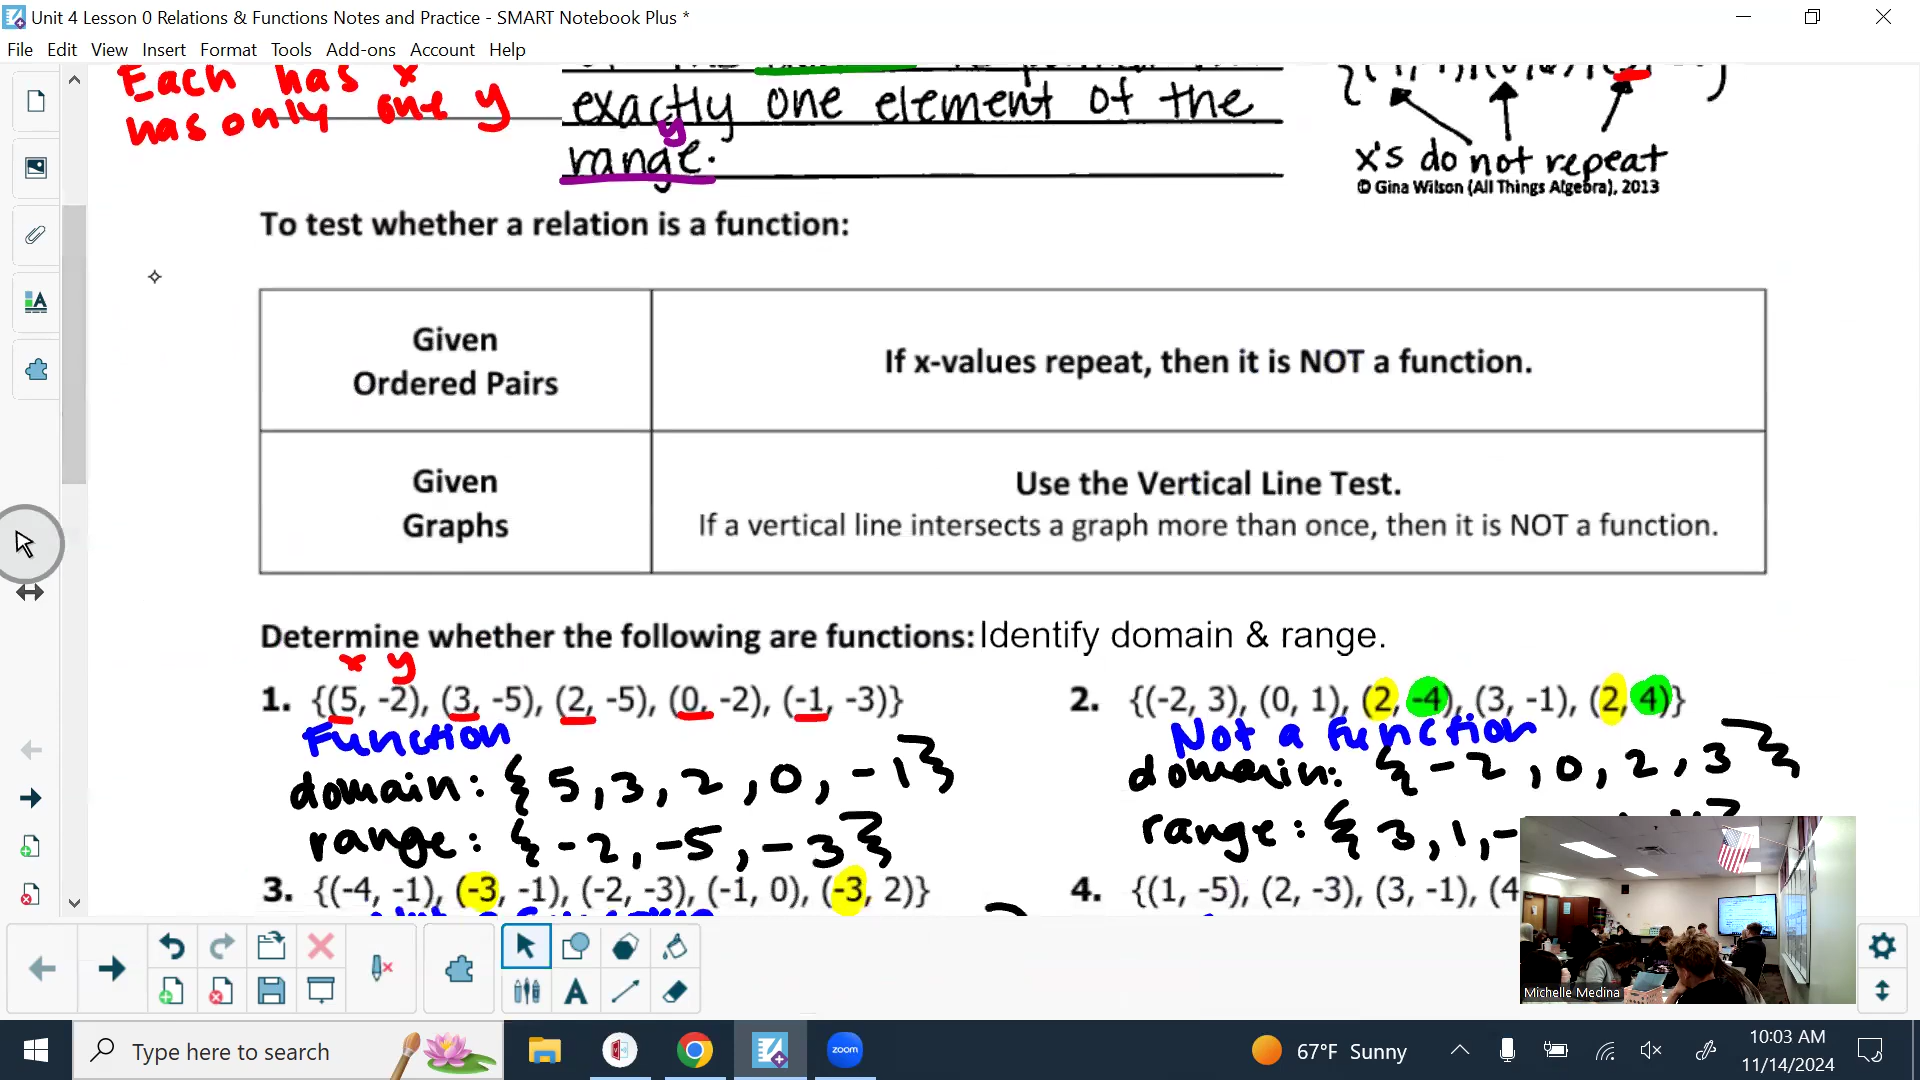 Unit 4 Lesson 0 Relations & Functions Notes and Practice - SMART Notebook Plus *
File Edit View Insert Format Tools Add-ons Account Help
Each has x
has only one y
exactly one element of the
y
range.
x's do not repeat
© Gina Wilson (All Things Algebra), 2013
To test whether a relation is a function:
Given
Ordered Pairs
If x-values repeat, then it is NOT a function.
Given
Graphs
Use the Vertical Line Test.
If a vertical line intersects a graph more than once, then it is NOT a function.
Determine whether the following are functions: Identify domain & range.
x y
1. {(5, -2), (3, -5), (2, -5), (0, -2), (-1, -3)}
Function
domain: {5, 3, 2, 0, -1}
range: {-2, -5, -3}
2. {(-2, 3), (0, 1), (2, -4), (3, -1), (2, 4)}
Not a function
domain: {-2, 0, 2, 3}
range: {3, 1, -
3. {(-4, -1), (-3, -1), (-2, -3), (-1, 0), (-3, 2)}
4. {(1, -5), (2, -3), (3, -1), (4
Michelle Medina
Type here to search
zoom
67°F Sunny
10:03 AM
11/14/2024